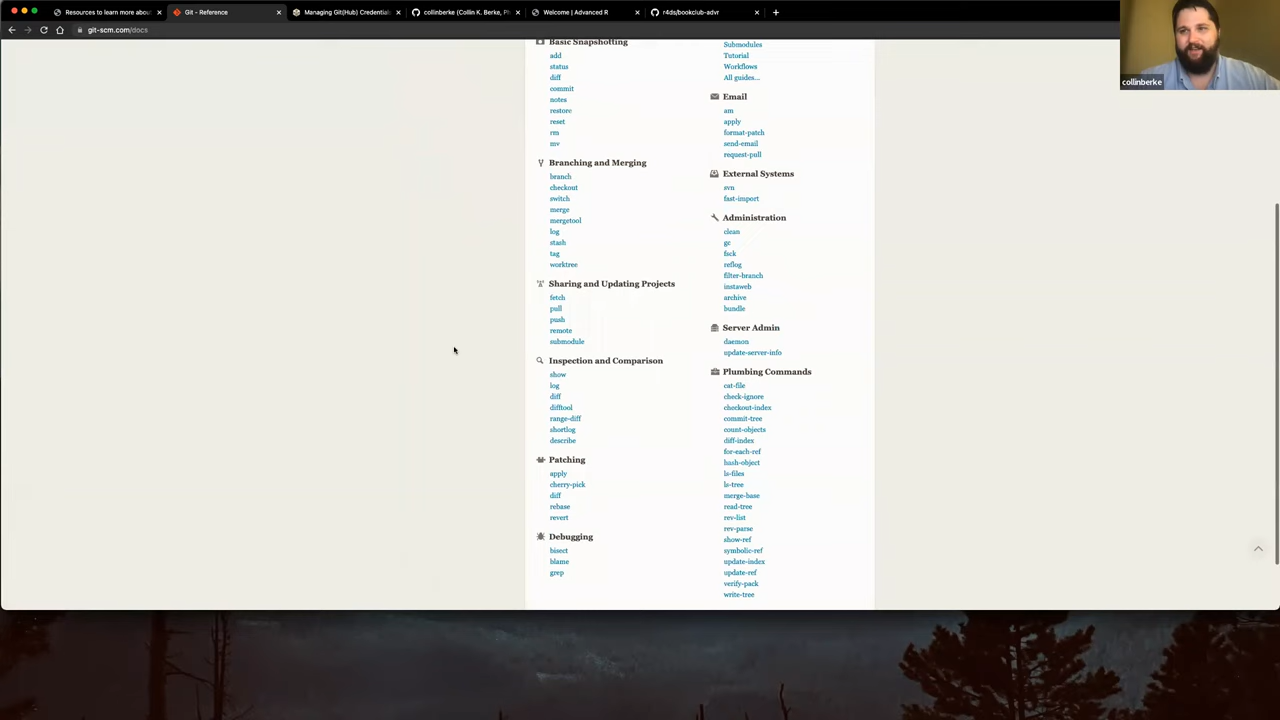 Resources to learn more abou
Git - Reference
Managing Git(Hub) Credential
collinberke (Collin K. Berke, Ph
Welcome | Advanced R
r4ds/bookclub-advr
git-scm.com/docs
collinberke
Basic Snapshotting
add
status
diff
commit
notes
restore
reset
rm
mv
Branching and Merging
branch
checkout
switch
merge
mergetool
log
stash
tag
worktree
Sharing and Updating Projects
fetch
pull
push
remote
submodule
Inspection and Comparison
show
log
diff
difftool
range-diff
shortlog
describe
Patching
apply
cherry-pick
diff
rebase
revert
Debugging
bisect
blame
grep
Submodules
Tutorial
Workflows
All guides...
Email
am
apply
format-patch
send-email
request-pull
External Systems
svn
fast-import
Administration
clean
gc
fsck
reflog
filter-branch
instaweb
archive
bundle
Server Admin
daemon
update-server-info
Plumbing Commands
cat-file
check-ignore
checkout-index
commit-tree
count-objects
diff-index
for-each-ref
hash-object
ls-files
ls-tree
merge-base
read-tree
rev-list
rev-parse
show-ref
symbolic-ref
update-index
update-ref
verify-pack
write-tree